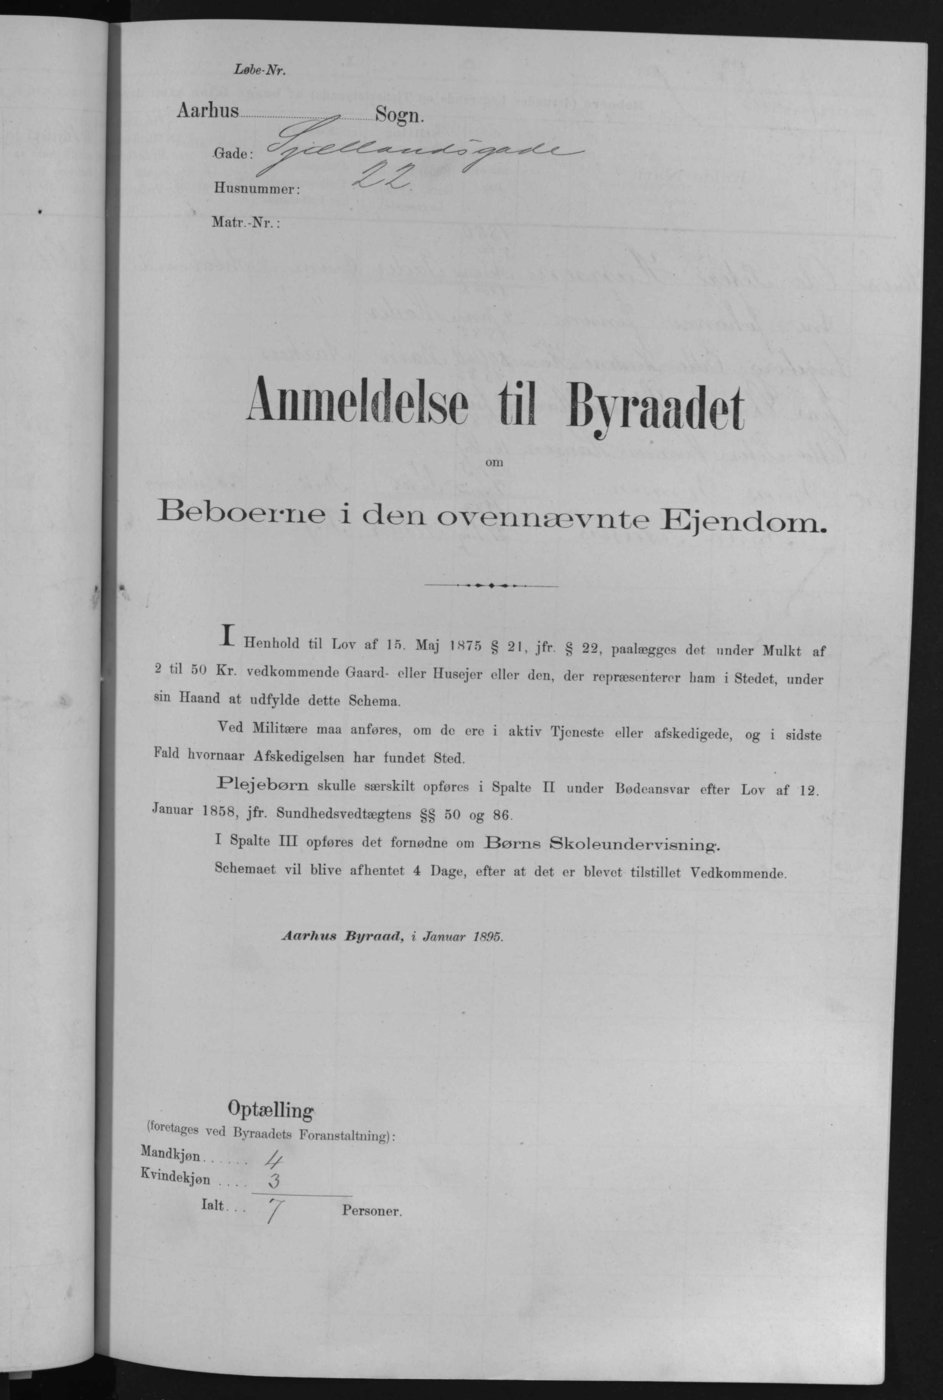 Løbe-Nr.
Aarhus Sogn.
Gade: Sjællandsgade
Husnummer: 22.
Matr.-Nr.:
Anmeldelse til Byraadet
om
Beboerne i den ovennævnte Ejendom.
I Henhold til Lov af 15. Maj 1875 § 21, jfr. § 22, paalægges det under Mulkt af
2 til 50 Kr. vedkommende Gaard- eller Husejer eller den, der repræsenterer ham i Stedet, under
sin Haand at udfylde dette Schema.
Ved Militære maa anføres, om de ere i aktiv Tjeneste eller afskedigede, og i sidste
Fald hvornaar Afskedigelsen har fundet Sted.
Plejebørn skulle særskilt opføres i Spalte II under Bødeansvar efter Lov af 12.
Januar 1858, jfr. Sundhedsvedtægtens §§ 50 og 86.
I Spalte III opføres det fornødne om Børns Skoleundervisning.
Schemaet vil blive afhentet 4 Dage, efter at det er blevet tilstillet Vedkommende.
Aarhus Byraad, i Januar 1895.
Optælling
(foretages ved Byraadets Foranstaltning):
Mandkjøn...... 4
Kvindekjøn .... 3
Ialt... 7 Personer.